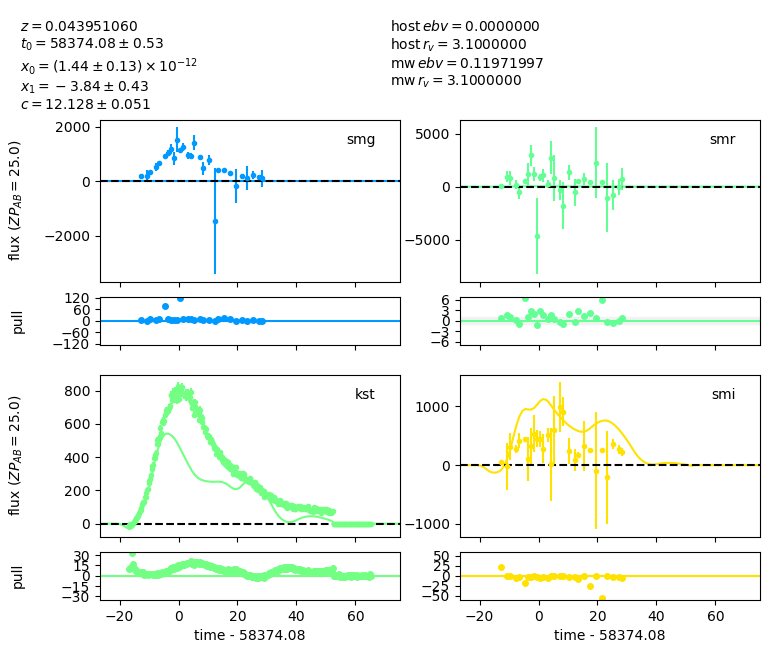 z = 0.043951060
t₀ = 58374.08 ± 0.53
x₀ = (1.44 ± 0.13) × 10⁻¹²
x₁ = −3.84 ± 0.43
c = 12.128 ± 0.051
host ebv = 0.0000000
host r_v = 3.1000000
mw ebv = 0.11971997
mw r_v = 3.1000000
smg
2000
0
−2000
flux (ZP_AB = 25.0)
smr
5000
0
−5000
120
60
0
−60
−120
pull
6
3
0
−3
−6
kst
800
600
400
200
0
flux (ZP_AB = 25.0)
smi
1000
0
−1000
30
15
0
−15
−30
pull
−20 0 20 40 60
time - 58374.08
50
25
0
−25
−50
−20 0 20 40 60
time - 58374.08